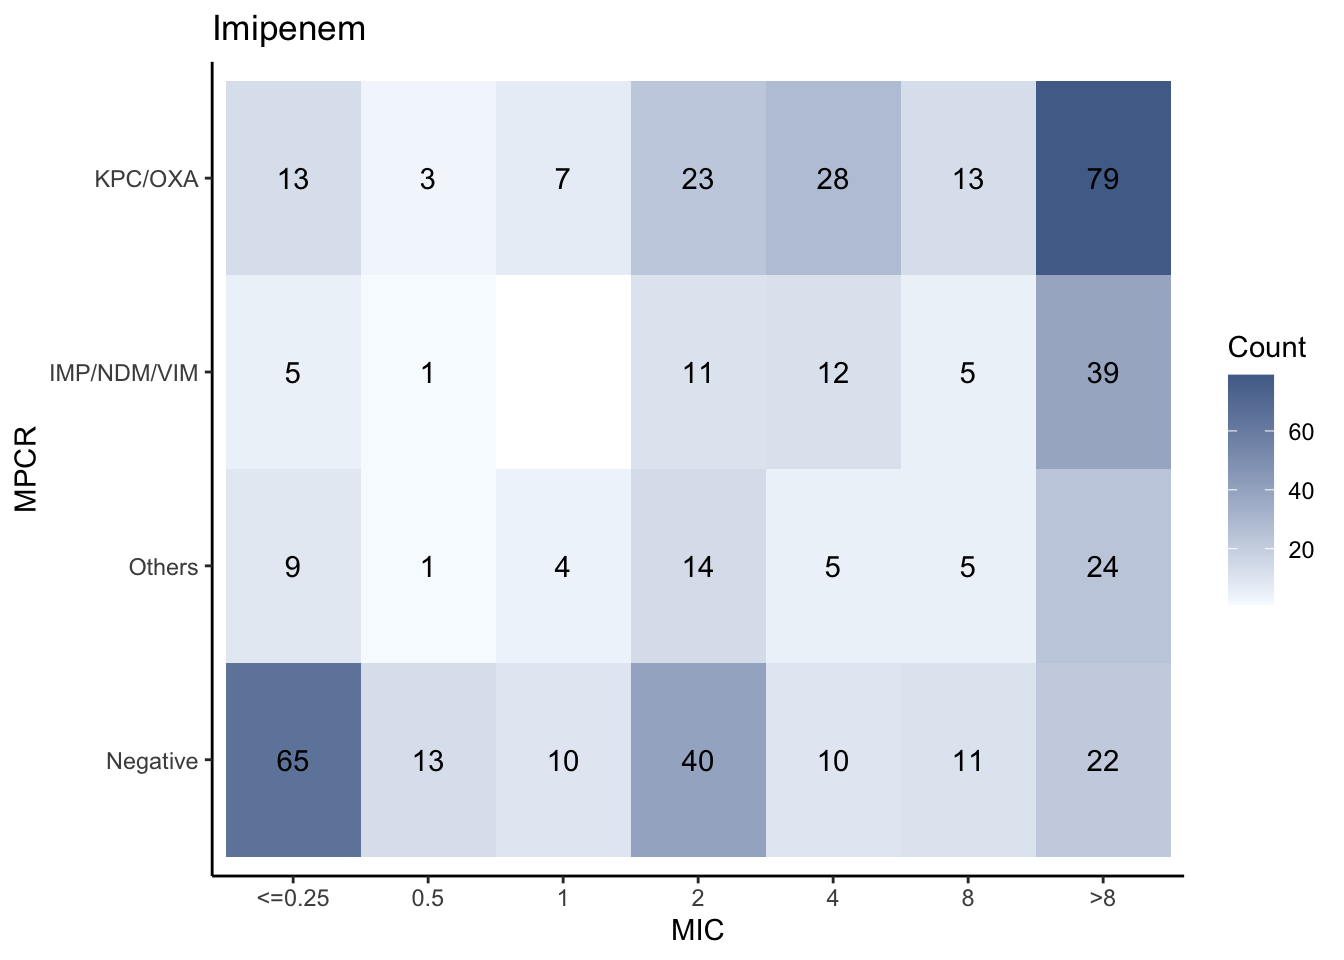 Imipenem
KPC/OXA 13 3 7 23 28 13 79
IMP/NDM/VIM 5 1 11 12 5 39
Others 9 1 4 14 5 5 24
Negative 65 13 10 40 10 11 22
<=0.25 0.5 1 2 4 8 >8
MIC
MPCR
Count
60
40
20